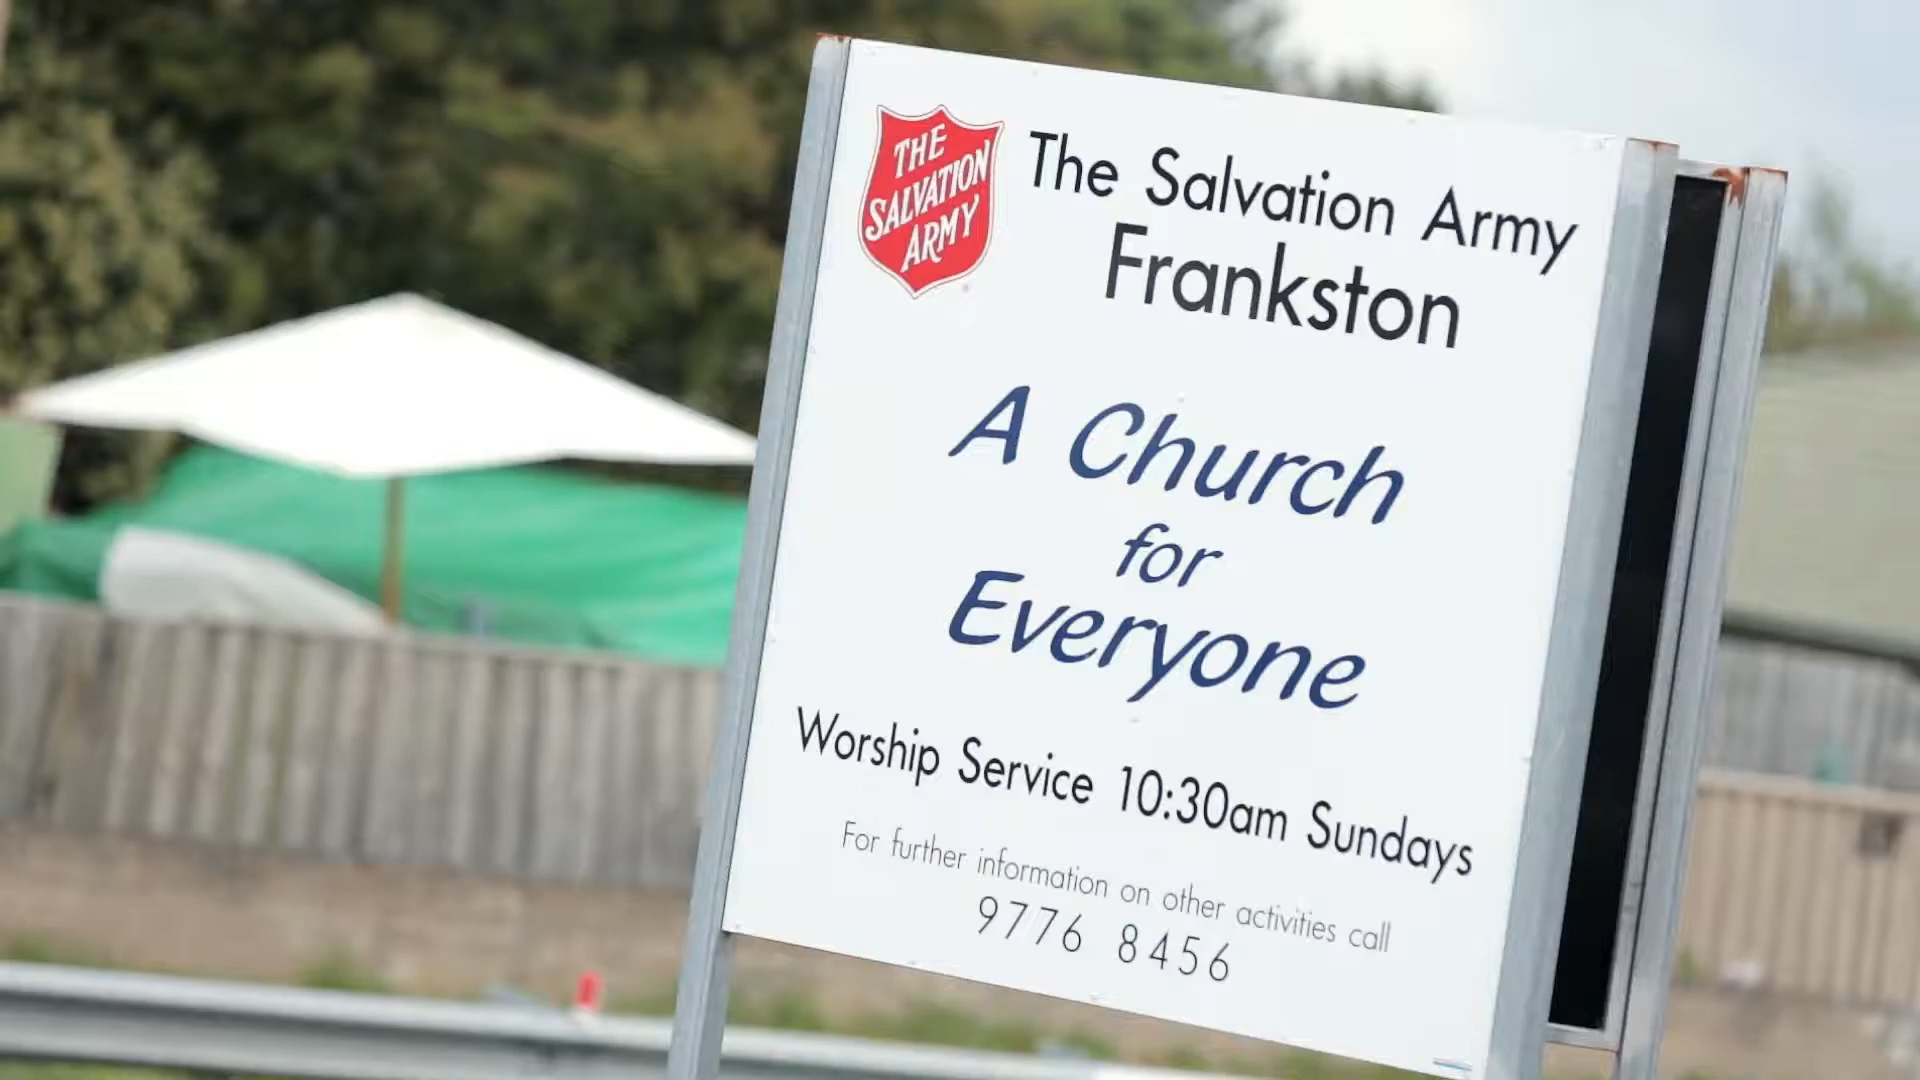 THE
SALVATION
ARMY
The Salvation Army
Frankston
A Church
for
Everyone
Worship Service 10:30am Sundays
For further information on other activities call
9776 8456